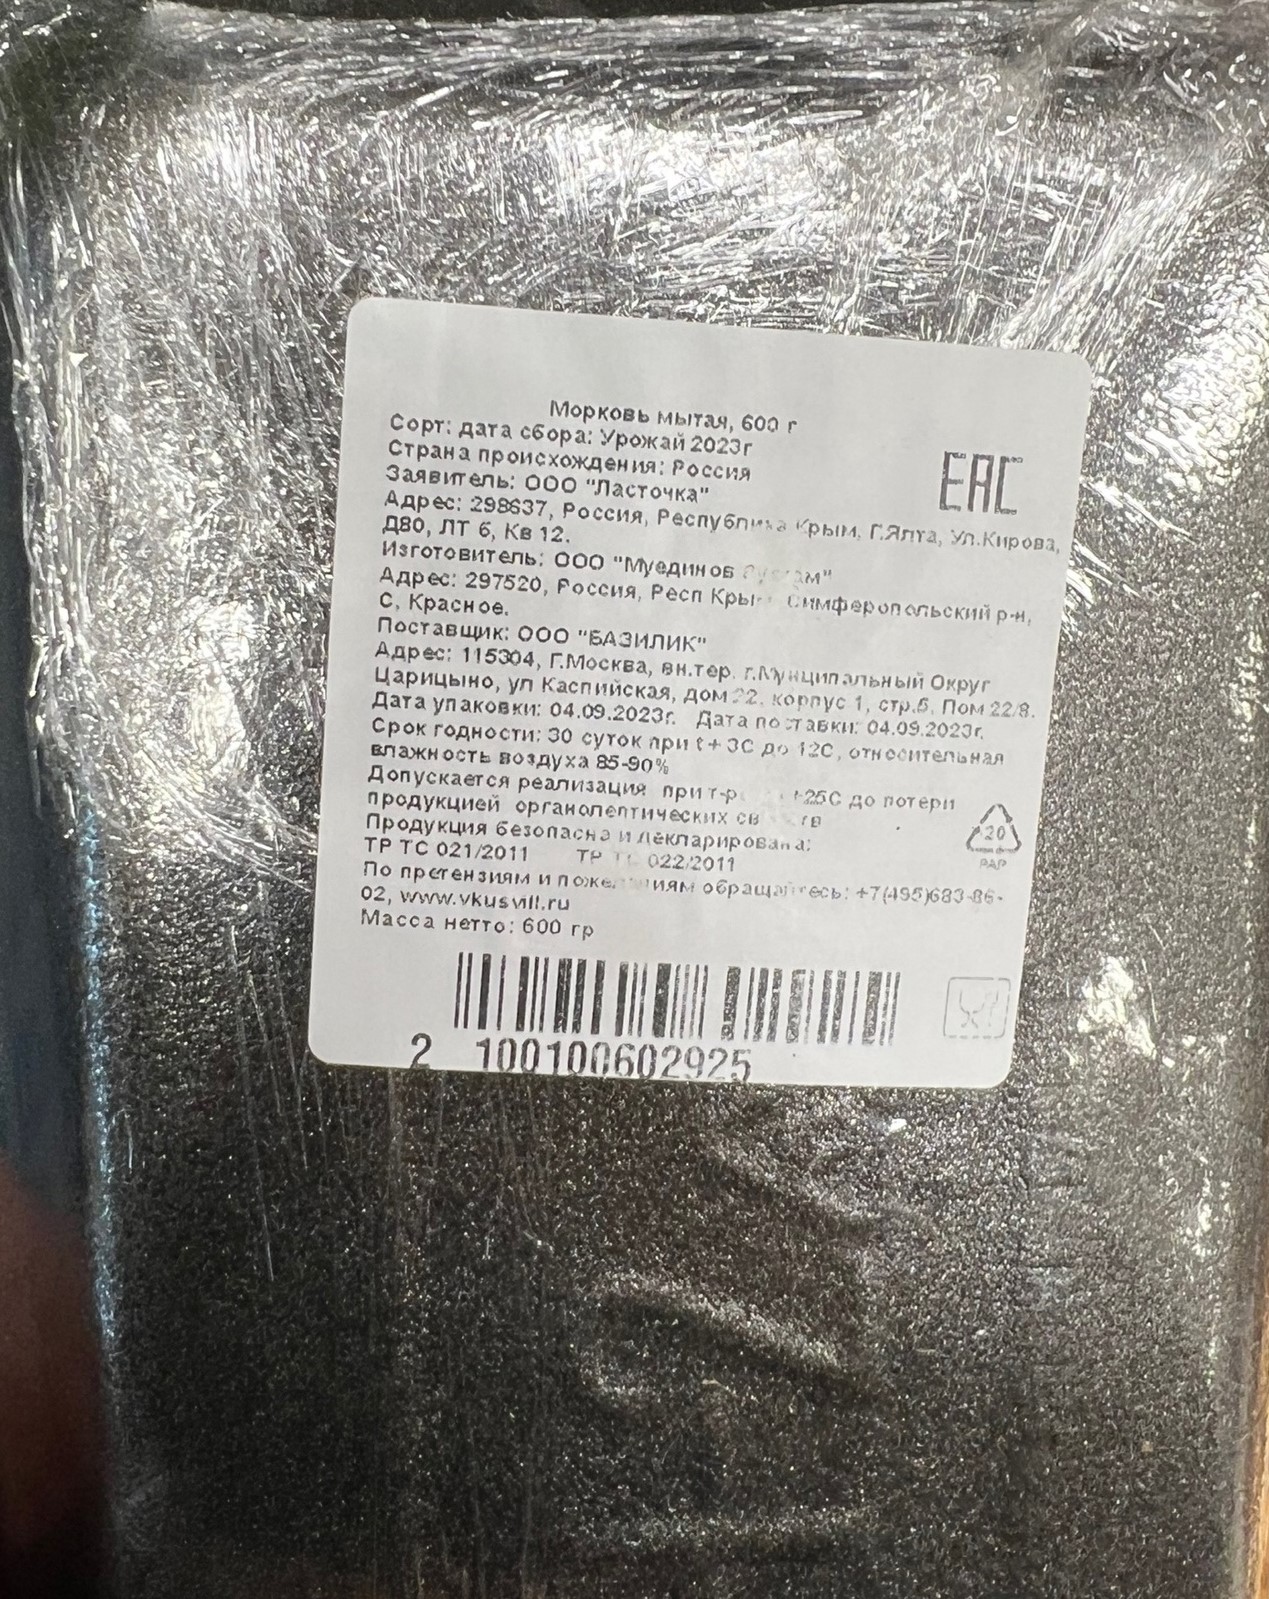 Морковь мытая, 600 г
Сорт: дата сбора: Урожай 2023г
Страна происхождения: Россия
EAC
Заявитель: ООО "Ласточка"
Адрес: 298637, Россия, Республика Крым, Г.Ялта, Ул.Кирова,
Д80, ЛТ 6, Кв 12.
Изготовитель: ООО "Муединов
Адрес: 297520, Россия, Респ Кры Симферопольский р-н,
С, Красное.
Поставщик: ООО "БАЗИЛИК"
Адрес: 115304, Г.Москва, вн.тер. г.Муниципальный Округ
Царицыно, ул Каспийская, дом 22, корпус 1, стр.5, Пом 22/8.
Дата упаковки: 04.09.2023г. Дата поставки: 04.09.2023г.
Срок годности: 30 суток при t + 3С до 12С, относительная
влажность воздуха 85-90%
Допускается реализация при т-р +25С до потери
продукцией органолептических св
Продукция безопасна и декларирована:
ТР ТС 021/2011 ТР ТС 022/2011
По претензиям и пожеланиям обращайтесь: +7(495)683-86-
02, www.vkusvill.ru
Масса нетто: 600 гр
20
PAP
2 100100602925